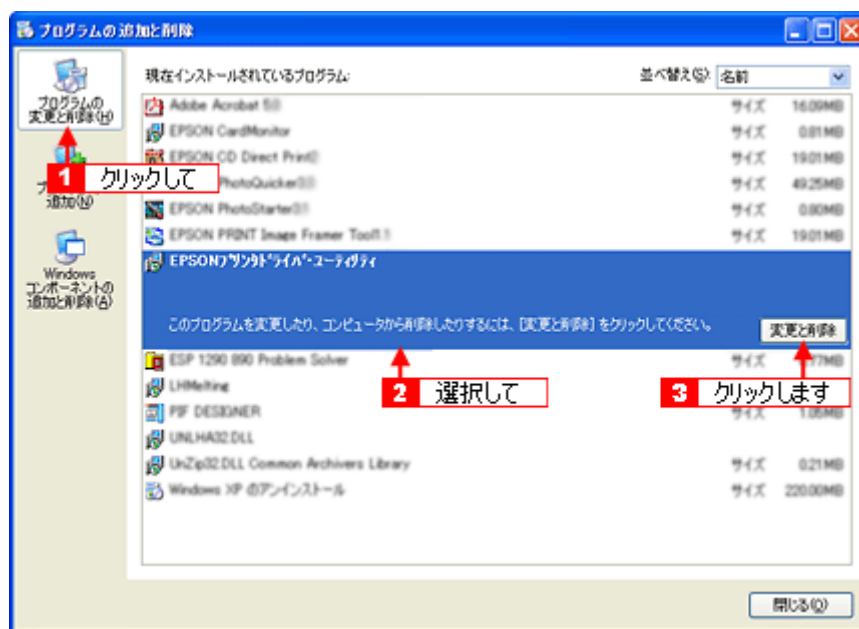 プログラムの追加と削除
現在インストールされているプログラム:
並べ替え(S):
名前
プログラムの
変更と削除(H)
1 クリックして
追加(N)
Windows
コンポーネントの
追加と削除(A)
Adobe Acrobat サイズ 16.09MB
EPSON CardMonitor サイズ 0.81MB
EPSON CD Direct Print サイズ 19.01MB
PhotoQuicker サイズ 49.25MB
EPSON PhotoStarter サイズ 0.80MB
EPSON PRINT Image Framer Tool1.1 サイズ 19.01MB
EPSONプリンタドライバ・ユーティリティ
このプログラムを変更したり、コンピュータから削除したりするには、[変更と削除] をクリックしてください。
変更と削除
ESP 1290 890 Problem Solver サイズ 77MB
2 選択して
3 クリックします
LHMelting
PIF DESIGNER サイズ 1.05MB
UNLHA32.DLL
UnZip32.DLL Common Archivers Library サイズ 0.21MB
Windows XP のアンインストール サイズ 220.00MB
閉じる(O)